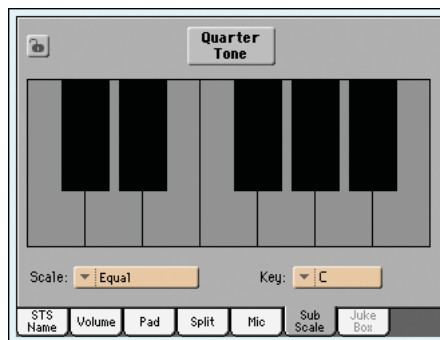 Quarter
Tone
Scale: Equal Key: C
STS
Name Volume Pad Split Mic Sub
Scale Juke
Box